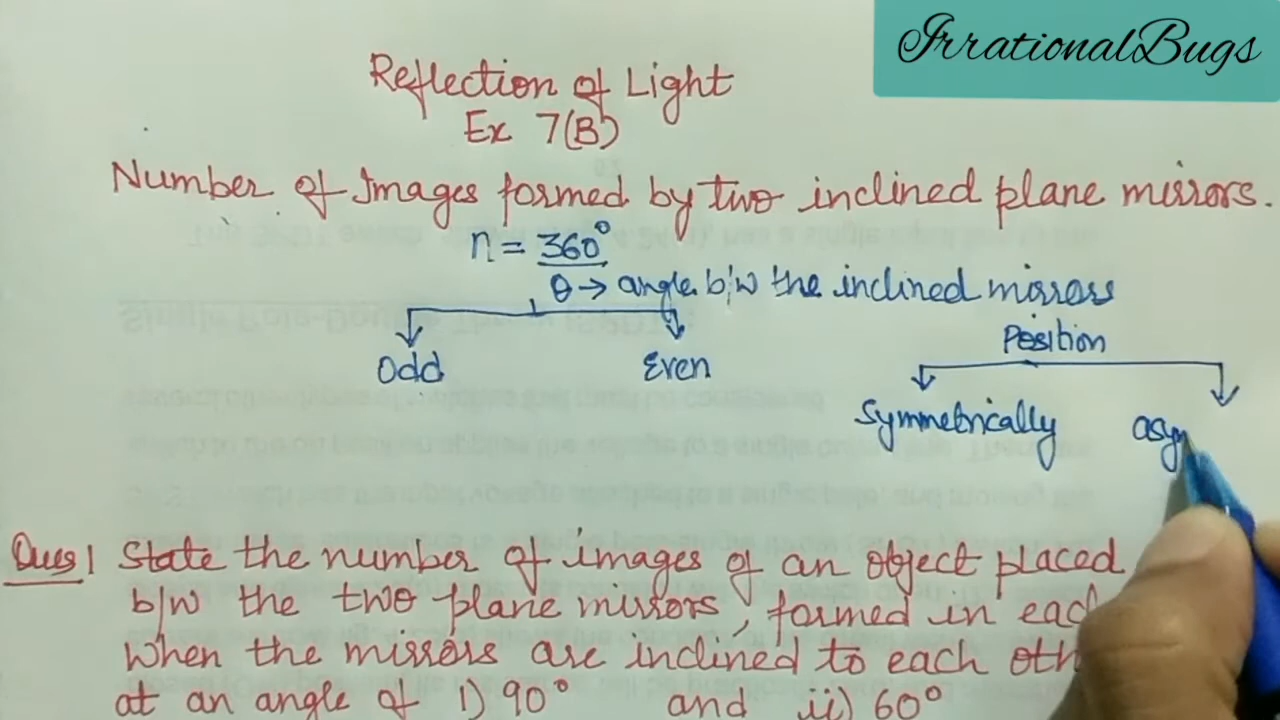 IrrationalBugs
Reflection of Light
Ex 7(B)
Number of Images formed by two inclined plane mirrors.
n = 360°
θ → angle b/w the inclined mirrors
Odd Even
Position
Symmetrically asy
Ques 1 State the number of images of an object placed
b/w the two plane mirrors, formed in each
When the mirrors are inclined to each oth
at an angle of i) 90° and ii) 60°